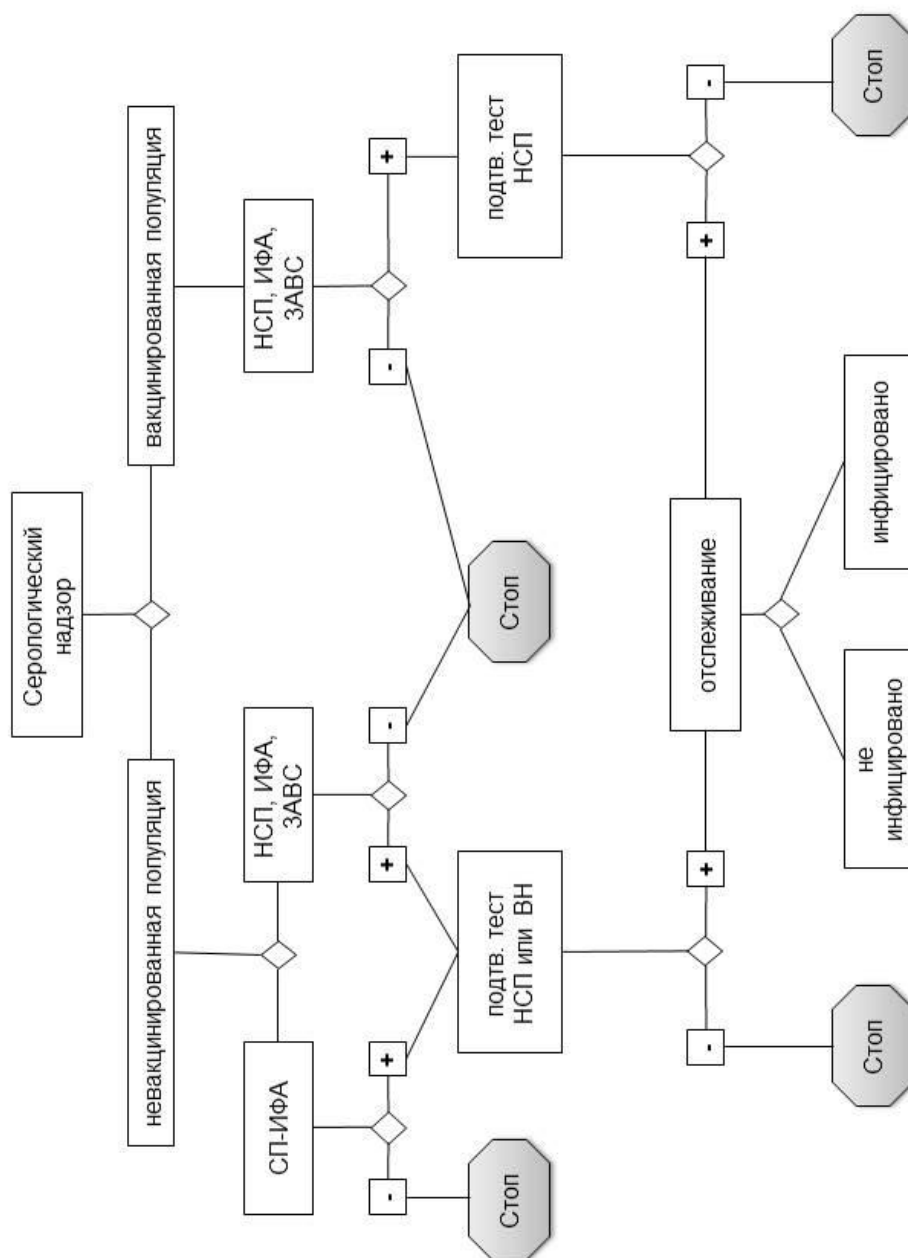 Серологический
надзор
невакцинированная популяция
вакцинированная популяция
СП-ИФА
НСП, ИФА,
3АВС
НСП, ИФА,
3АВС
-
+
+
-
-
+
Стоп
подтв. тест
НСП или ВН
Стоп
подтв. тест
НСП
-
+
+
-
Стоп
отспеживание
Стоп
не
инфицировано
инфицировано